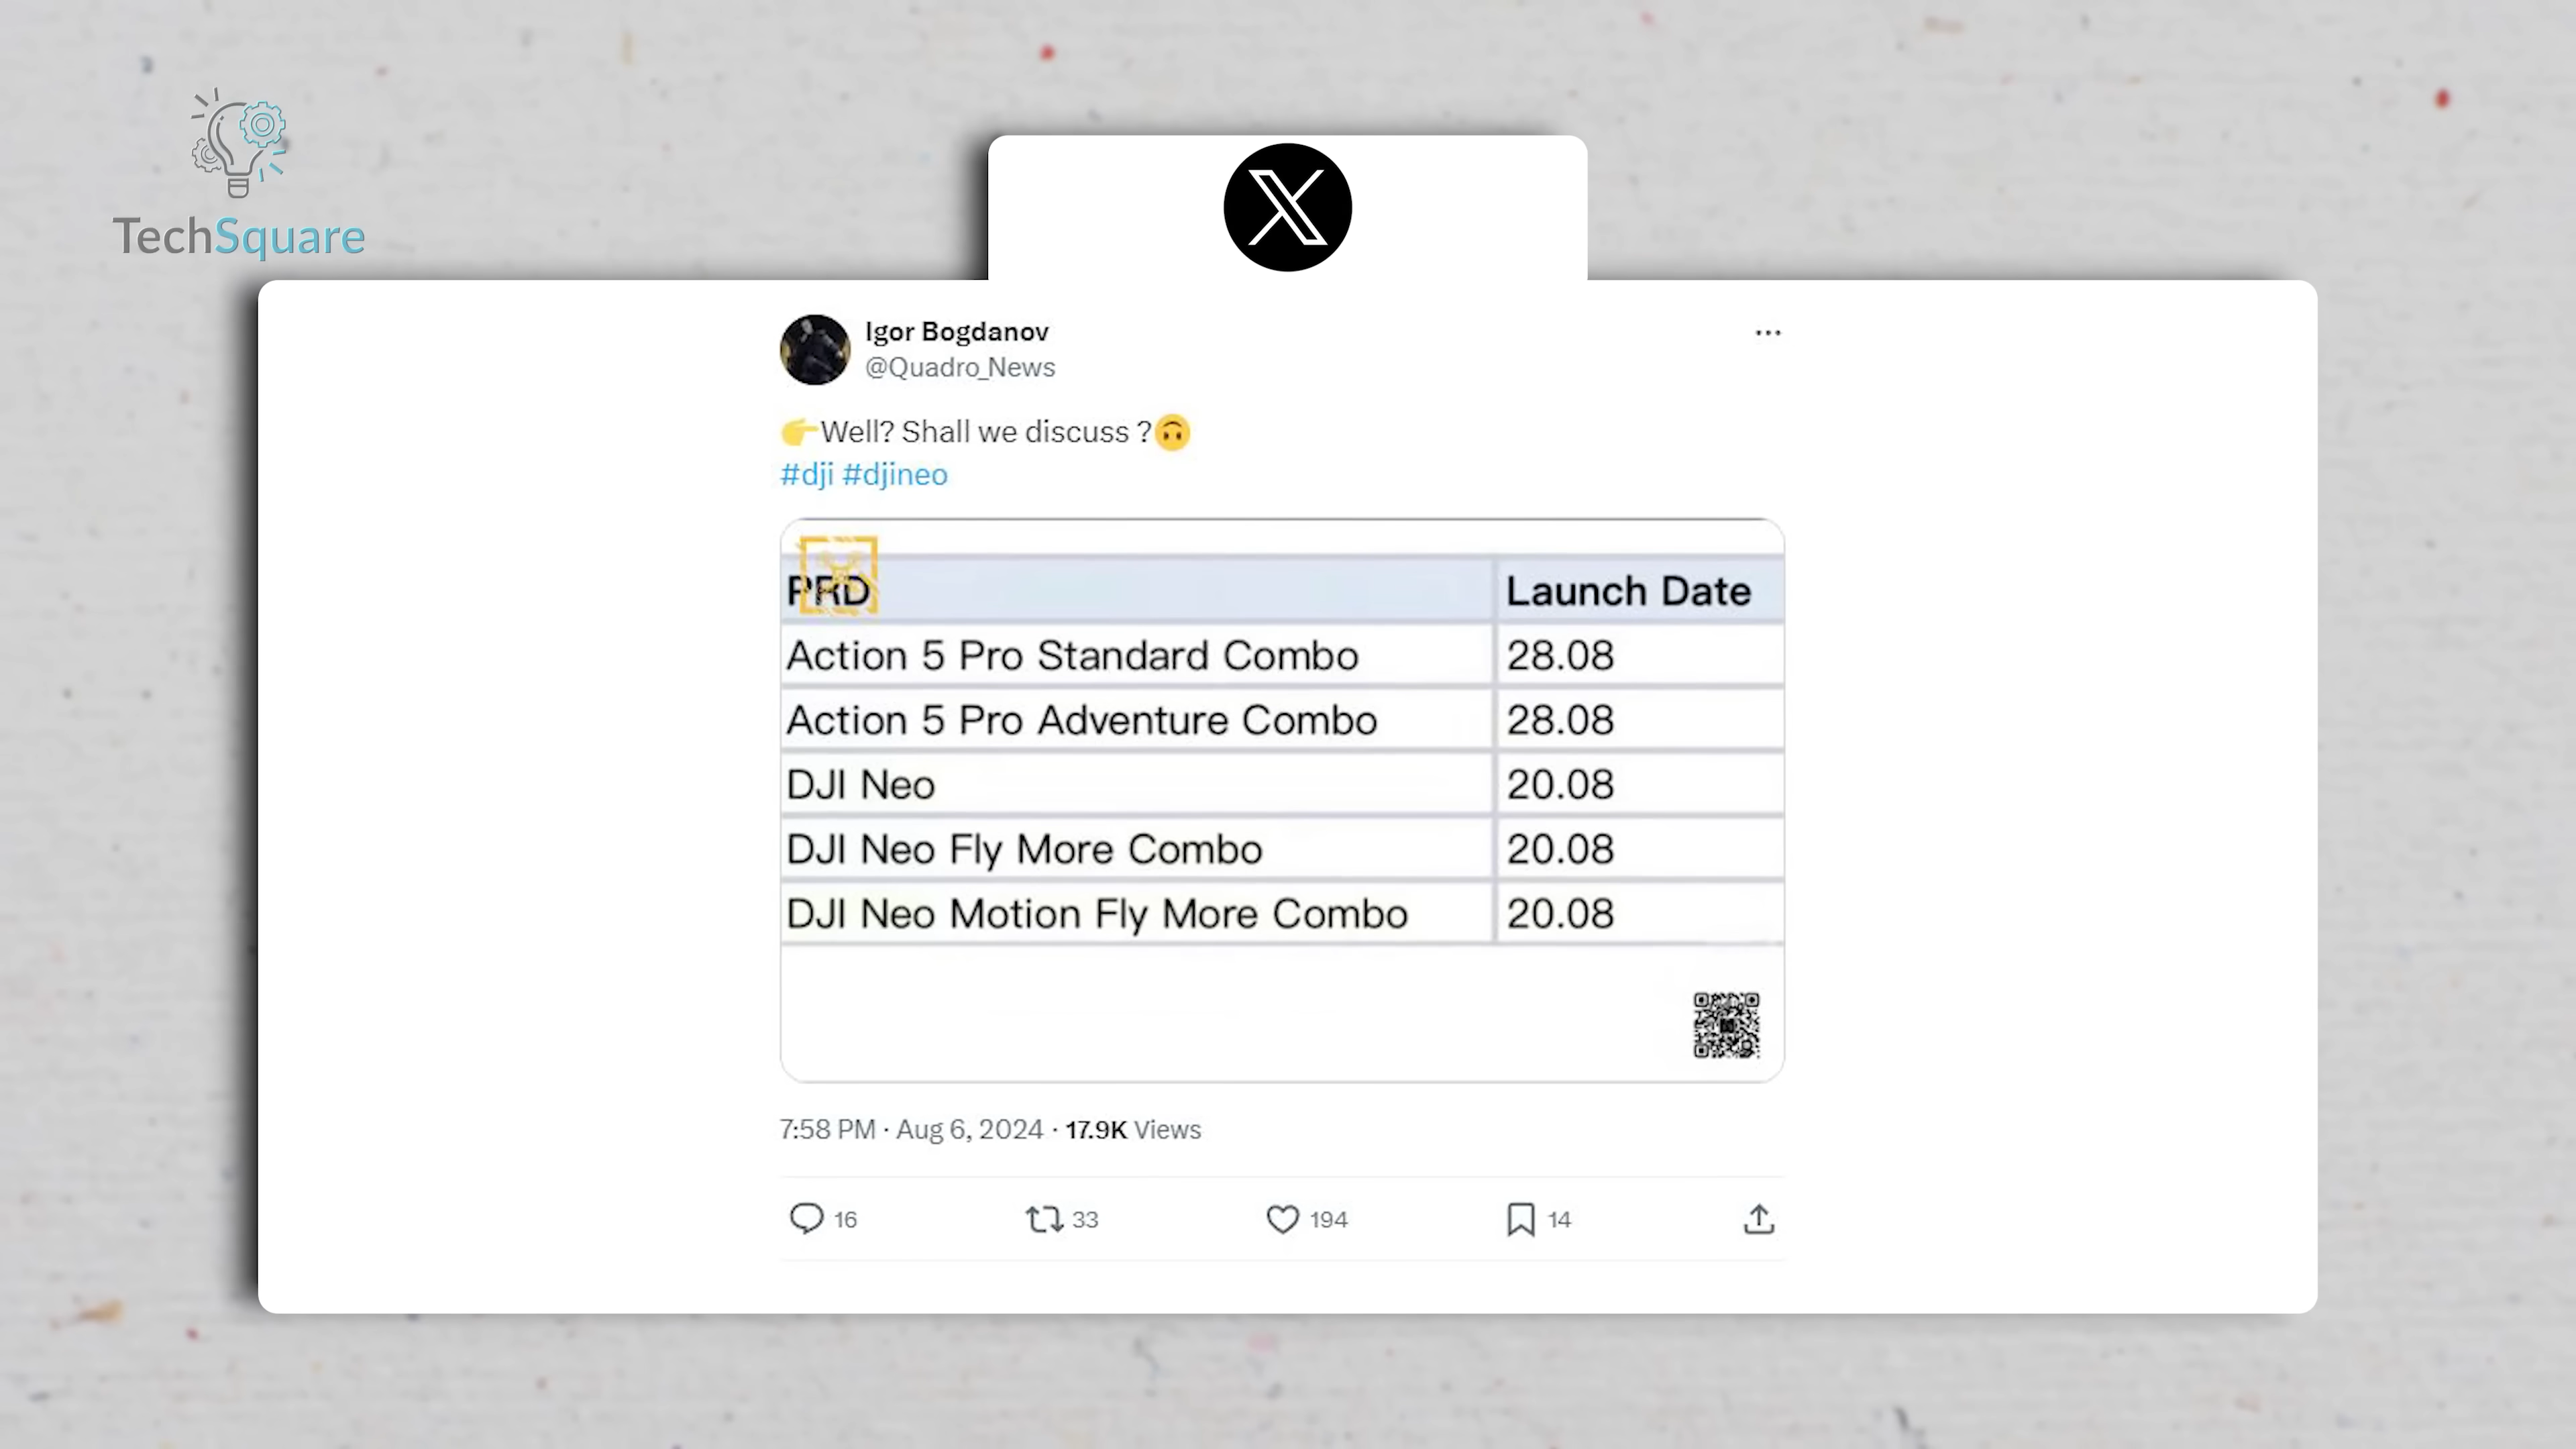 TechSquare
Igor Bogdanov
@Quadro_News
👉Well? Shall we discuss ?🙃
#dji #djineo
PRD Launch Date
Action 5 Pro Standard Combo 28.08
Action 5 Pro Adventure Combo 28.08
DJI Neo 20.08
DJI Neo Fly More Combo 20.08
DJI Neo Motion Fly More Combo 20.08
7:58 PM · Aug 6, 2024 · 17.9K Views
16 33 194 14